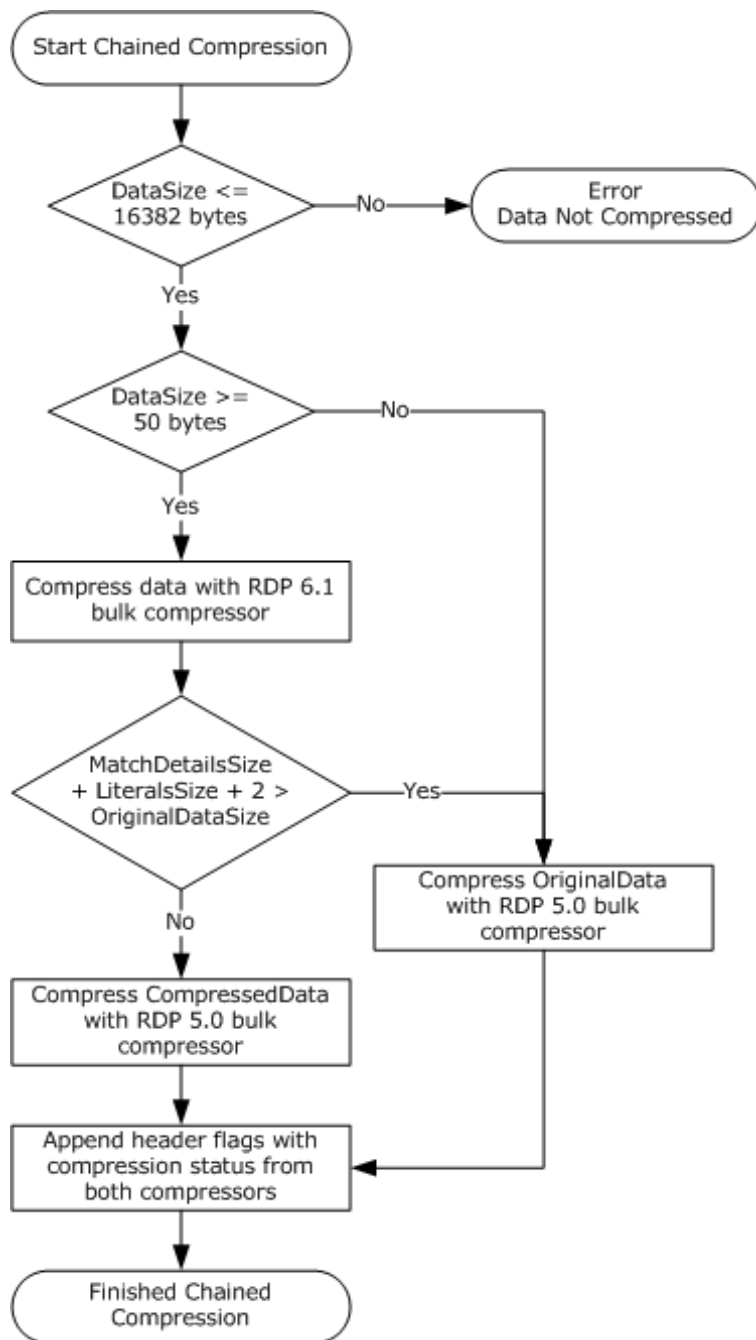 Start Chained Compression
DataSize <=
16382 bytes
No
Error
Data Not Compressed
Yes
DataSize >=
50 bytes
No
Yes
Compress data with RDP 6.1
bulk compressor
MatchDetailsSize
+ LiteralsSize + 2 >
OriginalDataSize
Yes
Compress OriginalData
with RDP 5.0 bulk
compressor
No
Compress CompressedData
with RDP 5.0 bulk
compressor
Append header flags with
compression status from
both compressors
Finished Chained
Compression